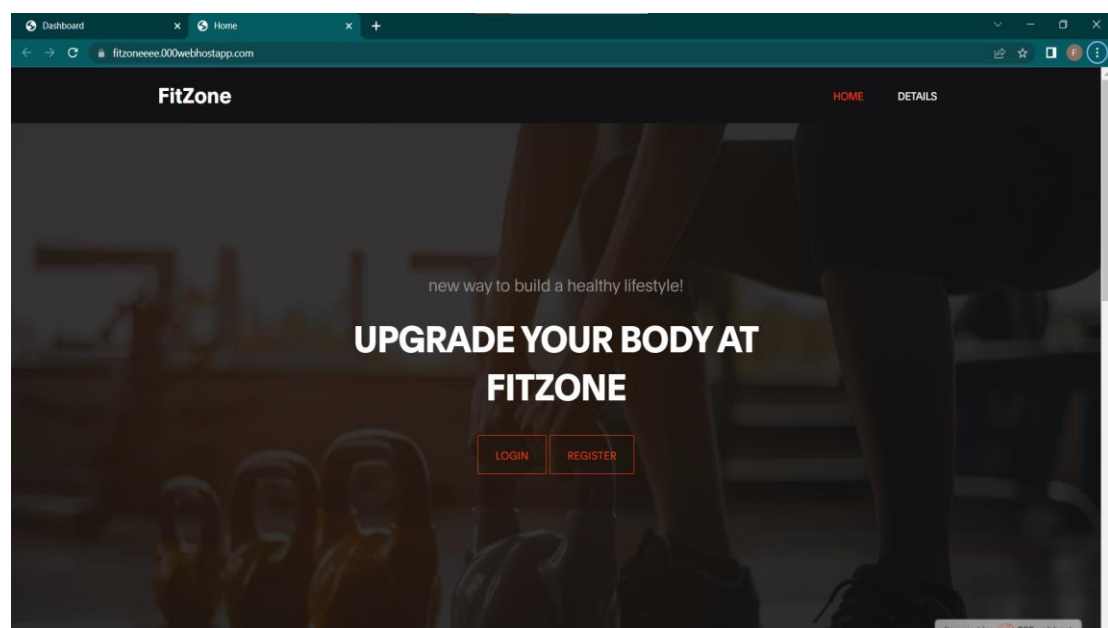 Dashboard
Home
fitzoneeee.000webhostapp.com
F
FitZone
HOME
DETAILS
new way to build a healthy lifestyle!
UPGRADE YOUR BODY AT
FITZONE
LOGIN
REGISTER